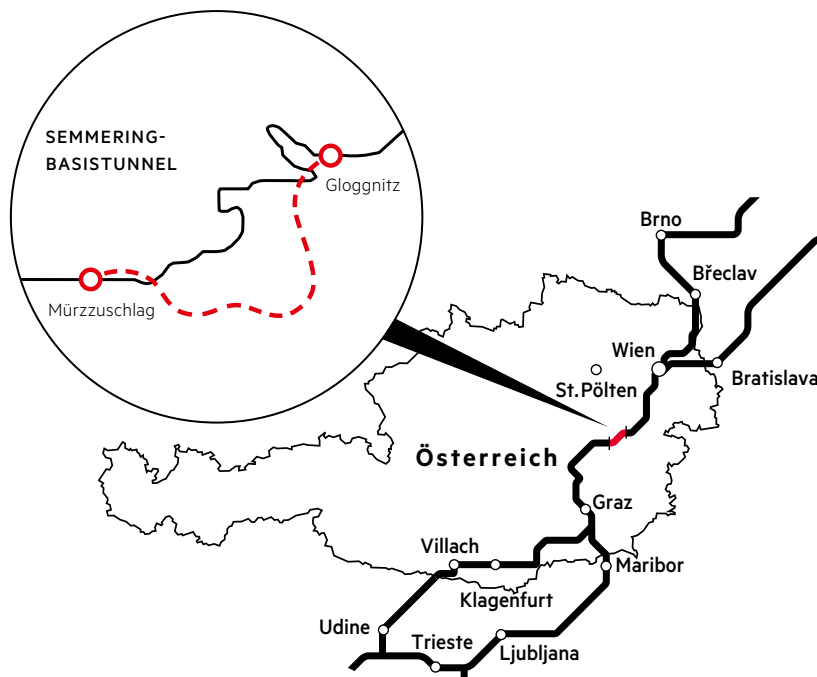 SEMMERING-
BASISTUNNEL
Gloggnitz
Mürzzuschlag
Brno
Břeclav
Wien
St. Pölten
Bratislava
Österreich
Graz
Villach
Maribor
Klagenfurt
Udine
Trieste
Ljubljana